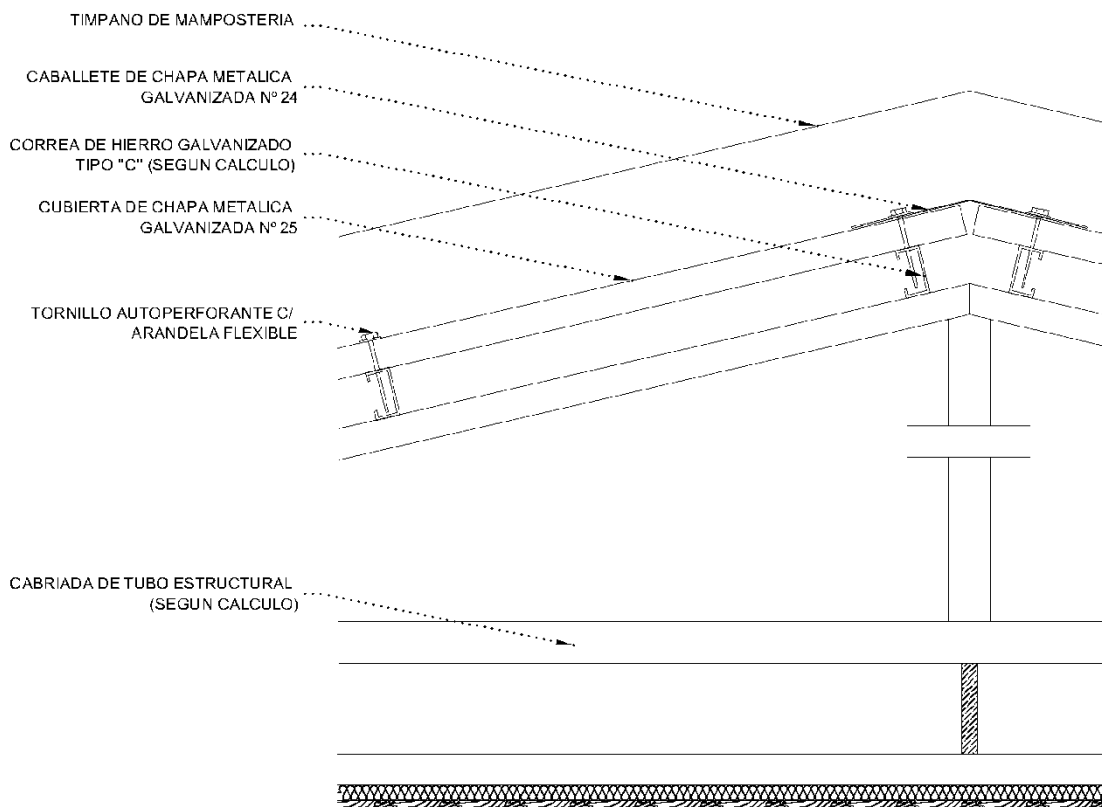 TIMPANO DE MAMPOSTERIA
CABALLETE DE CHAPA METALICA
GALVANIZADA Nº 24
CORREA DE HIERRO GALVANIZADO
TIPO "C" (SEGUN CALCULO)
CUBIERTA DE CHAPA METALICA
GALVANIZADA Nº 25
TORNILLO AUTOPERFORANTE C/
ARANDELA FLEXIBLE
CABRIADA DE TUBO ESTRUCTURAL
(SEGUN CALCULO)